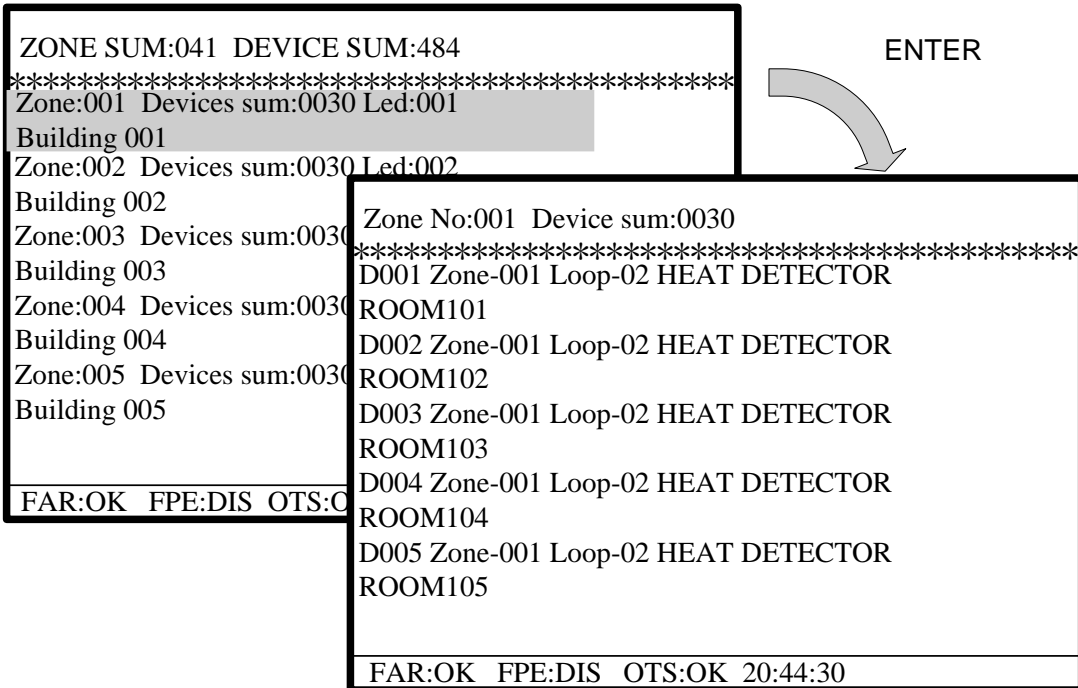 ZONE SUM:041 DEVICE SUM:484
********************************************
Zone:001 Devices sum:0030 Led:001
Building 001
Zone:002 Devices sum:0030 Led:002
Building 002
Zone:003 Devices sum:0030
Building 003
Zone:004 Devices sum:0030
Building 004
Zone:005 Devices sum:0030
Building 005
FAR:OK FPE:DIS OTS:O
ENTER
Zone No:001 Device sum:0030
********************************************
D001 Zone-001 Loop-02 HEAT DETECTOR
ROOM101
D002 Zone-001 Loop-02 HEAT DETECTOR
ROOM102
D003 Zone-001 Loop-02 HEAT DETECTOR
ROOM103
D004 Zone-001 Loop-02 HEAT DETECTOR
ROOM104
D005 Zone-001 Loop-02 HEAT DETECTOR
ROOM105
FAR:OK FPE:DIS OTS:OK 20:44:30